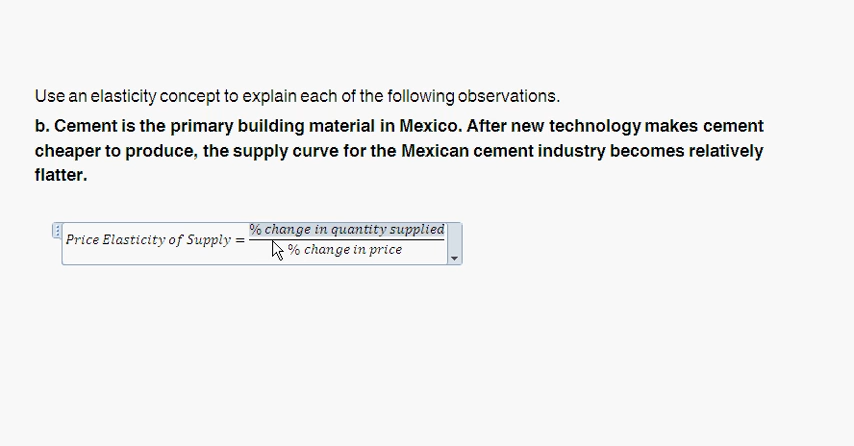 Use an elasticity concept to explain each of the following observations.
b. Cement is the primary building material in Mexico. After new technology makes cement
cheaper to produce, the supply curve for the Mexican cement industry becomes relatively
flatter.
Price Elasticity of Supply = % change in quantity supplied
% change in price